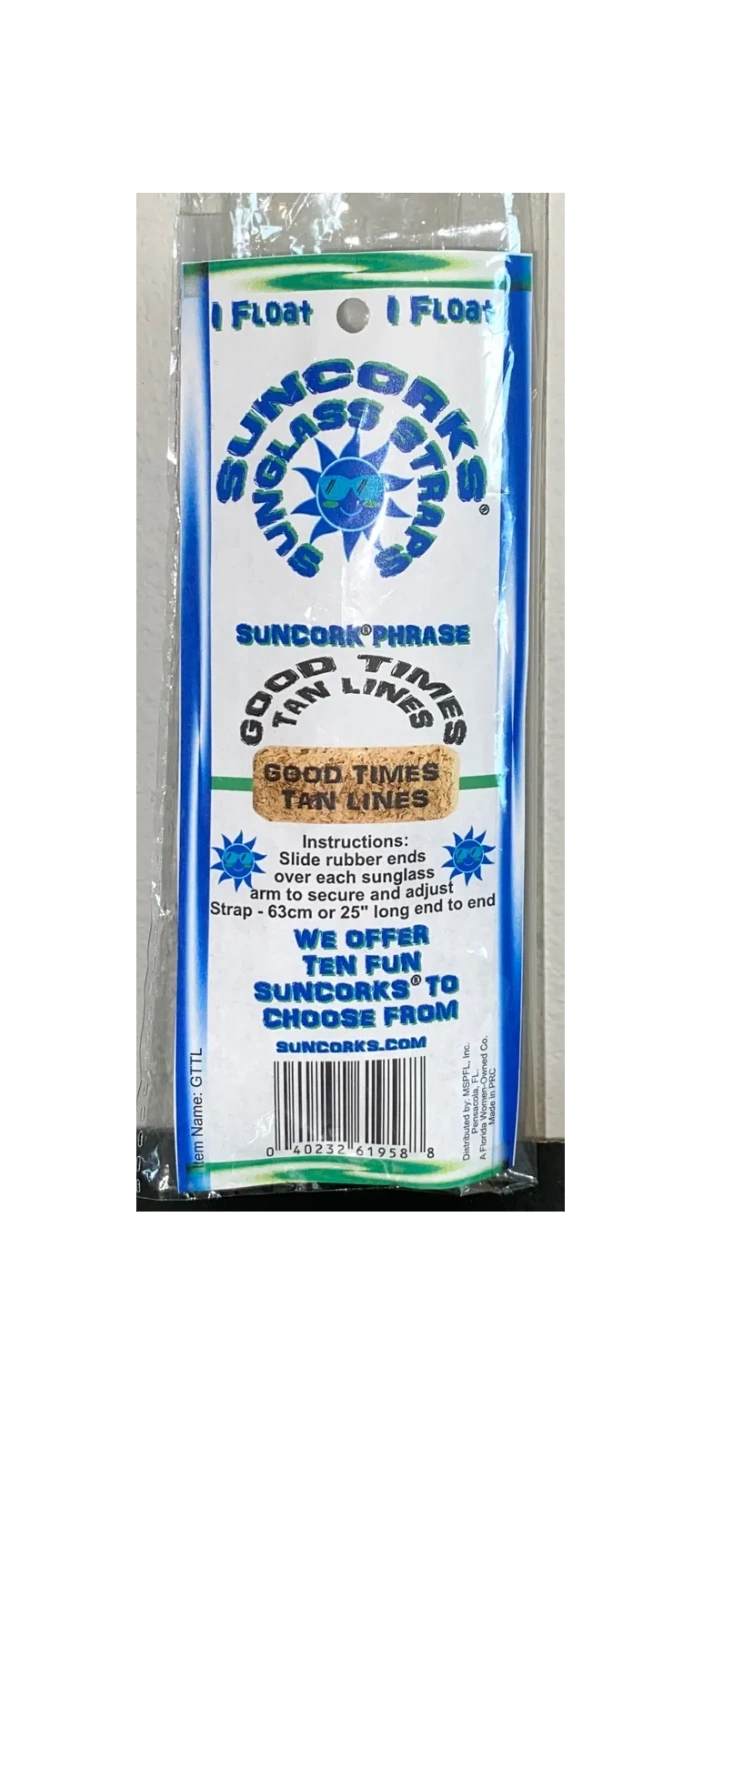 I Float I Float
SUNCORKS®
SUNGLASS STRAPS
SUNCORK® PHRASE
GOOD TIMES
TAN LINES
GOOD TIMES
TAN LINES
Instructions:
Slide rubber ends
over each sunglass
arm to secure and adjust
Strap - 63cm or 25" long end to end
WE OFFER
TEN FUN
SUNCORKS® TO
CHOOSE FROM
SUNCORKS.COM
Item Name: GTTL
0 40232 61958 8
Distributed by: MSPFL, Inc.
Pensacola, FL.
A Florida Women-Owned Co.
Made in PRC